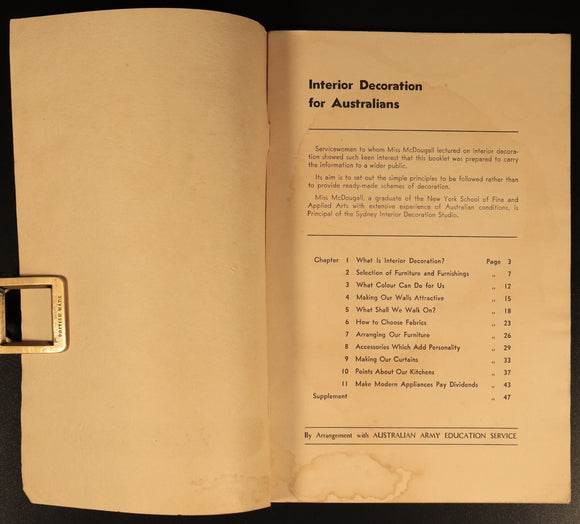 Interior Decoration
for Australians
Servicewomen to whom Miss McDougall lectured on interior decora-
tion showed such keen interest that this booklet was prepared to carry
the information to a wider public.
Its aim is to set out the simple principles to be followed rather than
to provide ready-made schemes of decoration.
Miss McDougall, a graduate of the New York School of Fine and
Applied Arts with extensive experience of Australian conditions, is
Principal of the Sydney Interior Decoration Studio.
Chapter 1 What Is Interior Decoration? Page 3
2 Selection of Furniture and Furnishings ,, 7
3 What Colour Can Do for Us ,, 12
4 Making Our Walls Attractive ,, 15
5 What Shall We Walk On? ,, 18
6 How to Choose Fabrics ,, 23
7 Arranging Our Furniture ,, 26
8 Accessories Which Add Personality ,, 29
9 Making Our Curtains ,, 33
10 Points About Our Kitchens ,, 37
11 Make Modern Appliances Pay Dividends ,, 43
Supplement ,, 47
By Arrangement with AUSTRALIAN ARMY EDUCATION SERVICE
BRITISH MADE